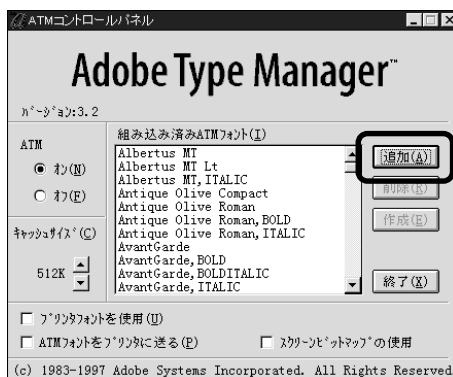 ATMコントロールパネル
Adobe Type Manager™
ﾊﾞｰｼﾞｮﾝ:3.2
ATM
オン(N)
オフ(F)
ｷｬｯｼｭｻｲｽﾞ(C)
512K
組み込み済みATMフォント(I)
Albertus MT
Albertus MT Lt
Albertus MT,ITALIC
Antique Olive Compact
Antique Olive Roman
Antique Olive Roman,BOLD
Antique Olive Roman,ITALIC
AvantGarde
AvantGarde,BOLD
AvantGarde,BOLDITALIC
AvantGarde,ITALIC
追加(A)
削除(R)
作成(E)
終了(X)
ﾌﾟﾘﾝﾀﾌｫﾝﾄを使用(U)
ATMﾌｫﾝﾄをﾌﾟﾘﾝﾀに送る(P)
ｽｸﾘｰﾝﾋﾞｯﾄﾏｯﾌﾟの使用
(c) 1983-1997 Adobe Systems Incorporated. All Rights Reserved